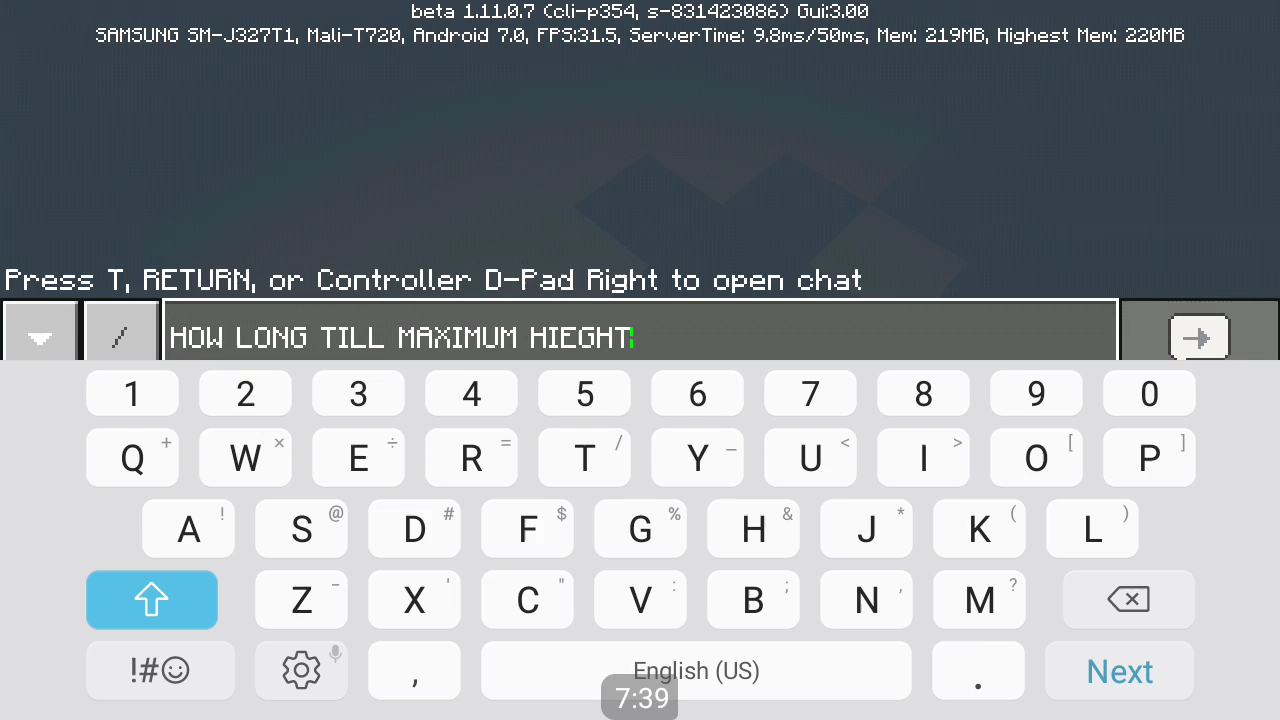 beta 1.11.0.7 (cli-p354, s-831423086) Gui:3.00
SAMSUNG SM-J327T1, Mali-T720, Android 7.0, FPS:31.5, ServerTime: 9.8ms/50ms, Mem: 219MB, Highest Mem: 220MB
Press T, RETURN, or Controller D-Pad Right to open chat
/ HOW LONG TILL MAXIMUM HIEGHT
1 2 3 4 5 6 7 8 9 0
Q + W × E ÷ R = T / Y _ U < I > O [ P ]
A ! S @ D # F $ G % H & J * K ( L )
Z - X ' C " V : B ; N , M ?
!#☺ , English (US) . Next
7:39